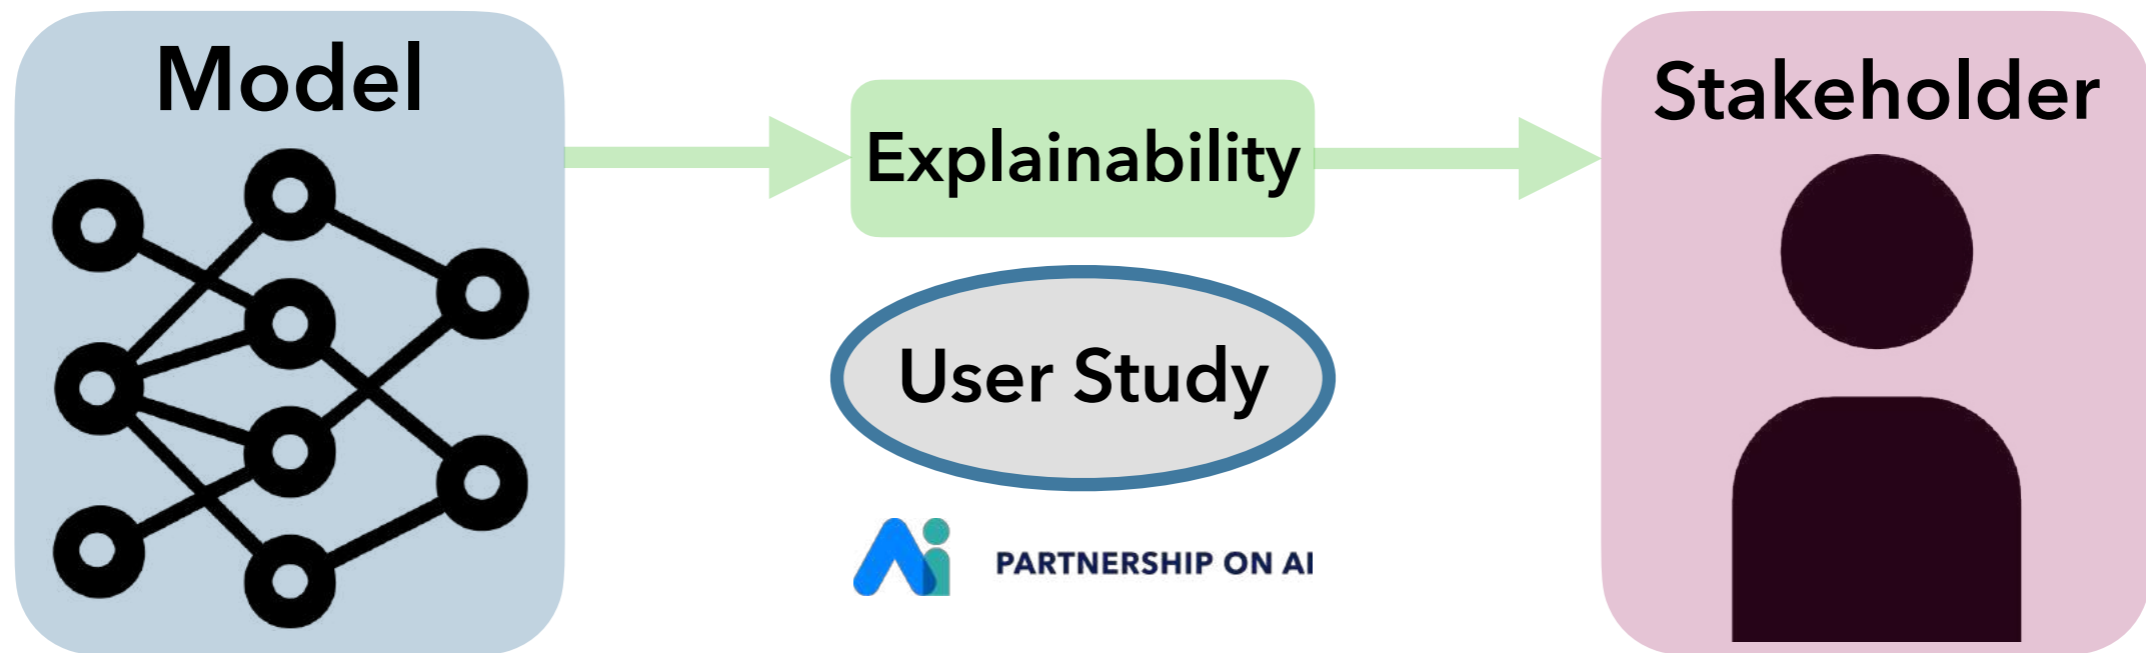 Model
Explainability
Stakeholder
User Study
PARTNERSHIP ON AI